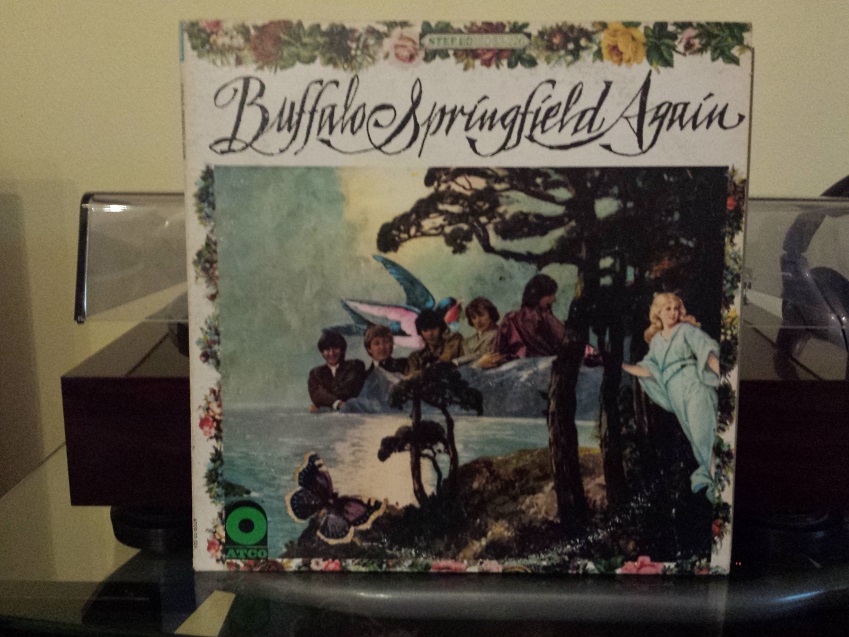 STEREO
Buffalo Springfield Again
ATCO